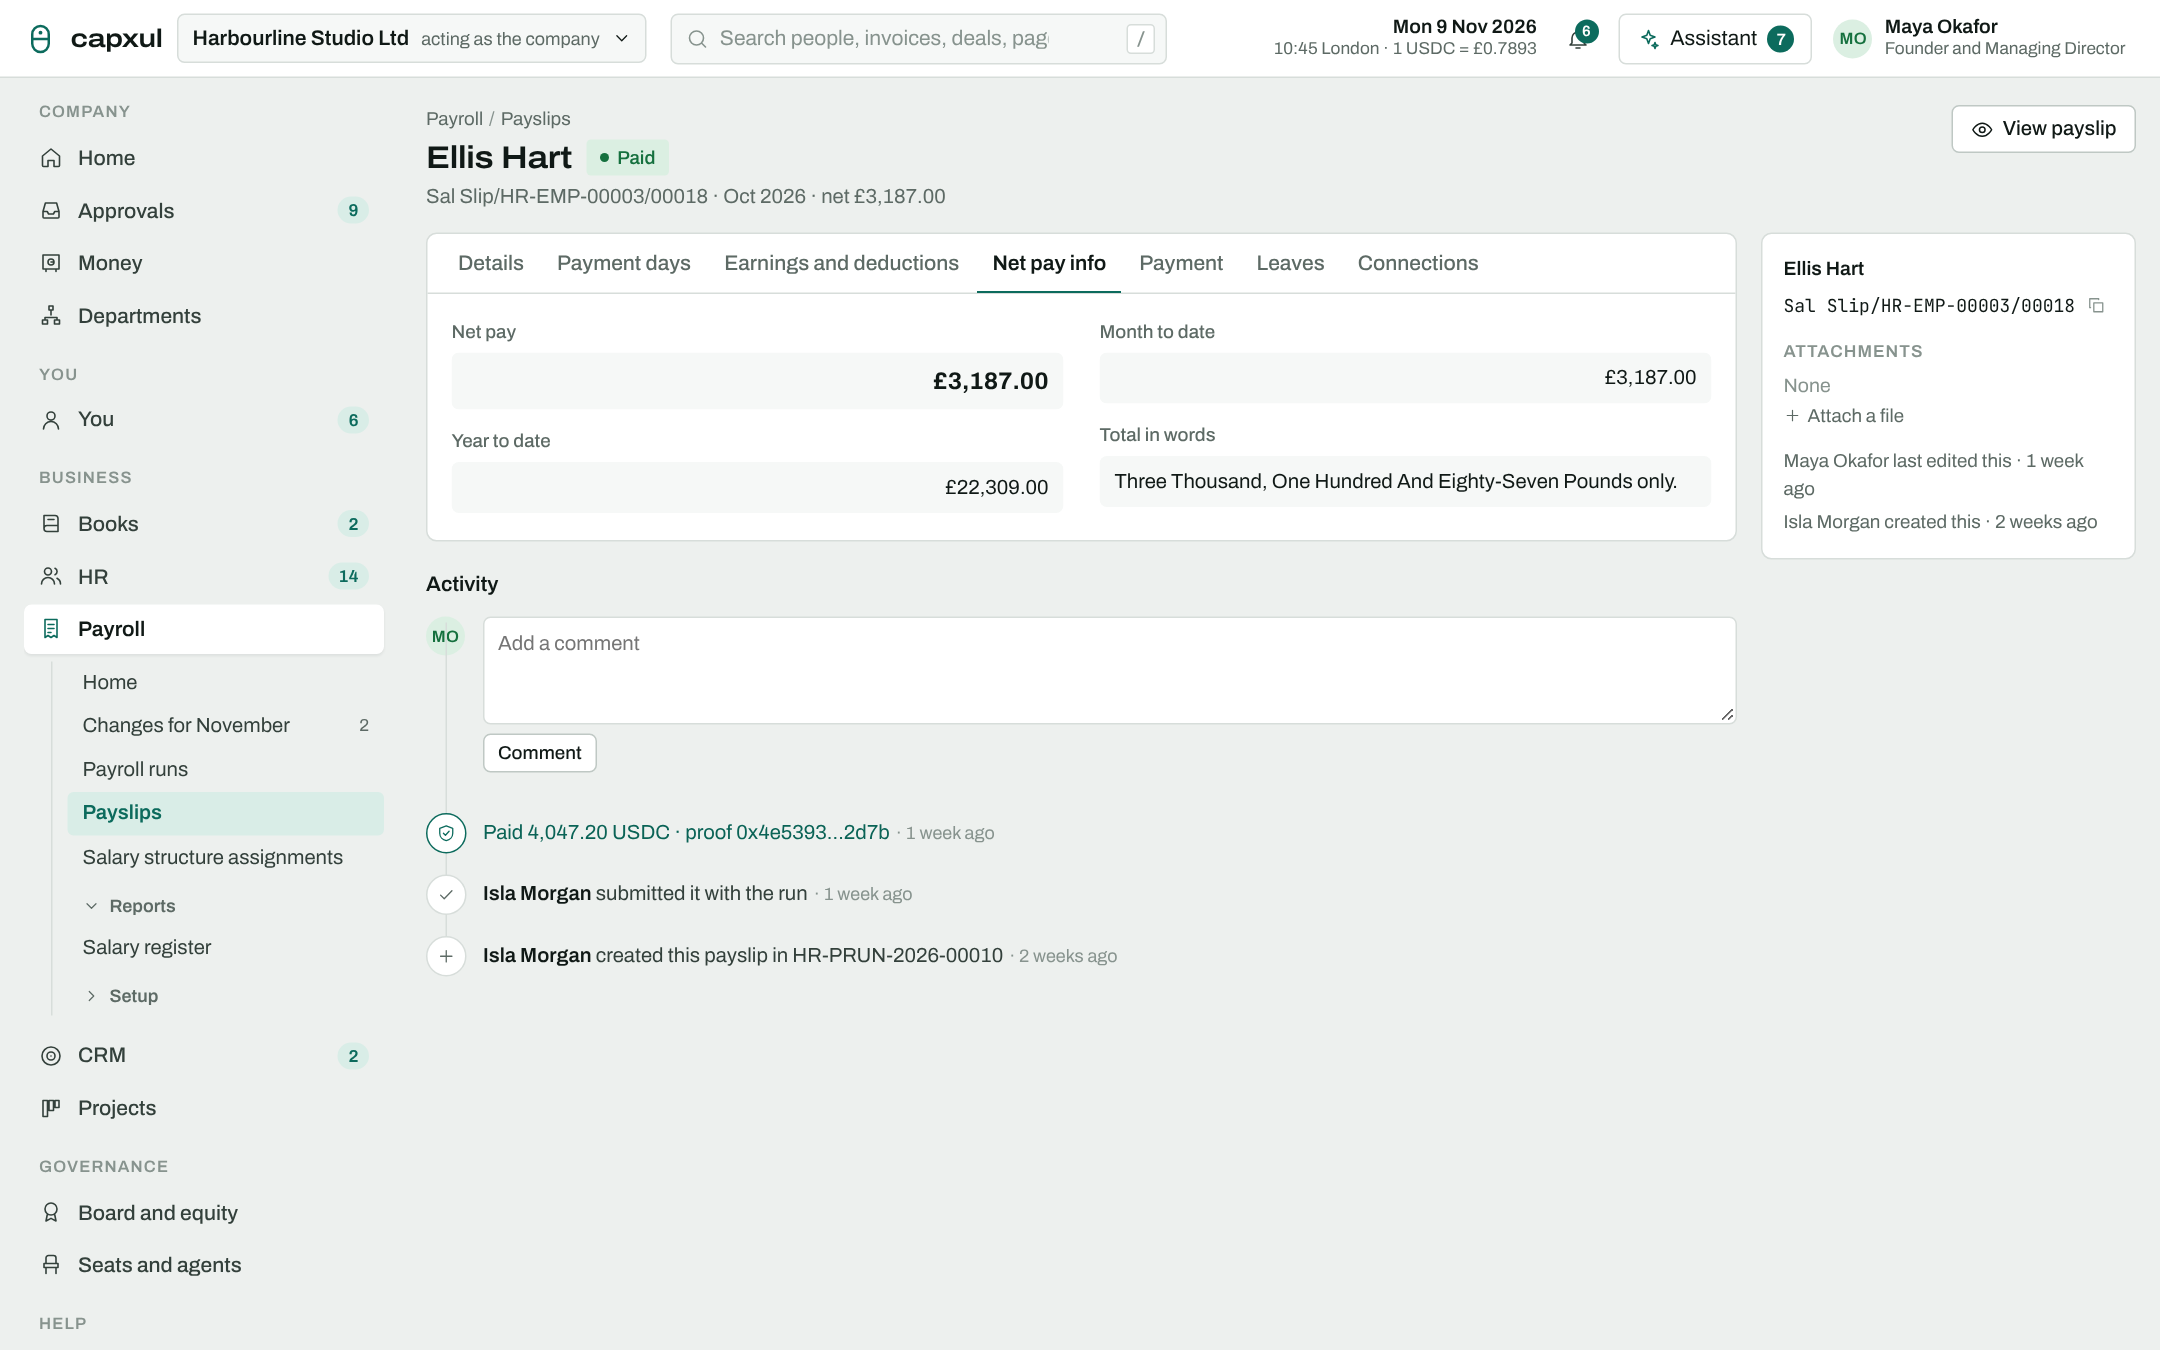 capxul
Harbourline Studio Ltd acting as the company
Search people, invoices, deals, pag
/
Mon 9 Nov 2026
10:45 London · 1 USDC = £0.7893
6
Assistant 7
MO
Maya Okafor
Founder and Managing Director
COMPANY
Home
Approvals 9
Money
Departments
YOU
You 6
BUSINESS
Books 2
HR 14
Payroll
Home
Changes for November 2
Payroll runs
Payslips
Salary structure assignments
Reports
Salary register
Setup
CRM 2
Projects
GOVERNANCE
Board and equity
Seats and agents
HELP
Payroll / Payslips
Ellis Hart
Paid
Sal Slip/HR-EMP-00003/00018 · Oct 2026 · net £3,187.00
View payslip
Details Payment days Earnings and deductions Net pay info Payment Leaves Connections
Net pay
£3,187.00
Month to date
£3,187.00
Year to date
£22,309.00
Total in words
Three Thousand, One Hundred And Eighty-Seven Pounds only.
Activity
MO
Add a comment
Comment
Paid 4,047.20 USDC · proof 0x4e5393...2d7b · 1 week ago
Isla Morgan submitted it with the run · 1 week ago
Isla Morgan created this payslip in HR-PRUN-2026-00010 · 2 weeks ago
Ellis Hart
Sal Slip/HR-EMP-00003/00018
ATTACHMENTS
None
Attach a file
Maya Okafor last edited this · 1 week
ago
Isla Morgan created this · 2 weeks ago